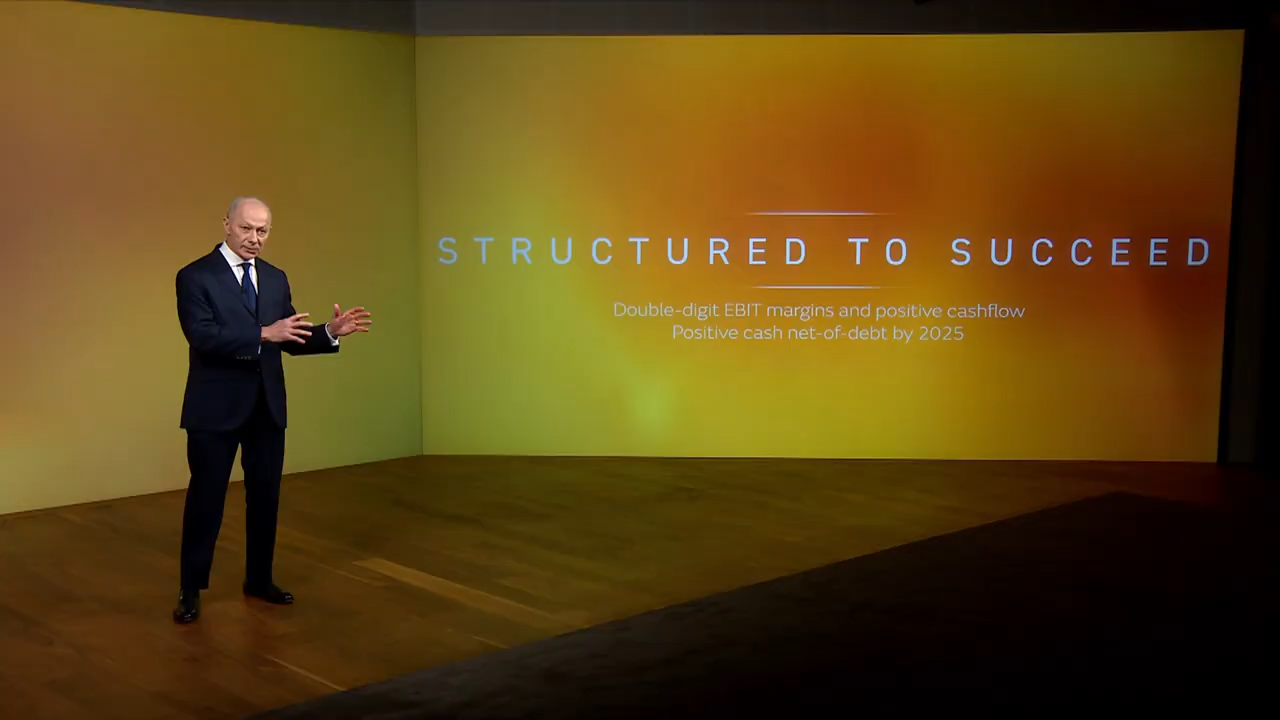 STRUCTURED TO SUCCEED
Double-digit EBIT margins and positive cashflow
Positive cash net-of-debt by 2025